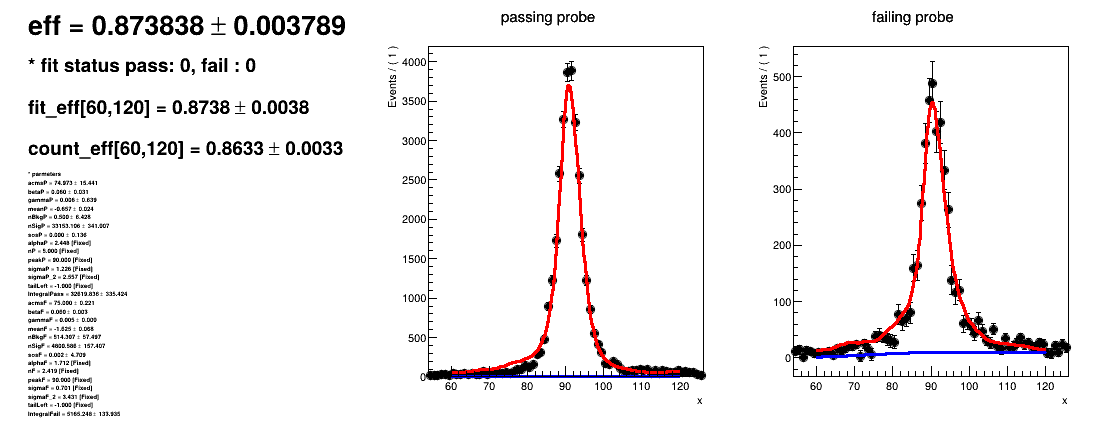 eff = 0.873838 ± 0.003789
* fit status pass: 0, fail : 0
fit_eff[60,120] = 0.8738 ± 0.0038
count_eff[60,120] = 0.8633 ± 0.0033
* parmeters
acmsP = 74.973 ± 15.441
betaP = 0.060 ± 0.031
gammaP = 0.006 ± 0.639
meanP = -0.657 ± 0.024
nBkgP = 0.500 ± 6.428
nSigP = 33153.106 ± 341.907
sosP = 0.000 ± 0.136
alphaP = 2.448 [Fixed]
nP = 5.000 [Fixed]
peakP = 90.000 [Fixed]
sigmaP = 1.226 [Fixed]
sigmaP_2 = 2.557 [Fixed]
tailLeft = -1.000 [Fixed]
IntegralPass = 32619.836 ± 335.424
acmsF = 75.000 ± 0.221
betaF = 0.060 ± 0.003
gammaF = 0.005 ± 0.000
meanF = -1.625 ± 0.068
nBkgF = 514.307 ± 57.497
nSigF = 4800.586 ± 157.407
sosF = 0.002 ± 4.709
alphaF = 1.712 [Fixed]
nF = 2.419 [Fixed]
peakF = 90.000 [Fixed]
sigmaF = 0.701 [Fixed]
sigmaF_2 = 3.431 [Fixed]
tailLeft = -1.000 [Fixed]
IntegralFail = 5165.248 ± 133.935
passing probe
Events / ( 1 )
4000
3500
3000
2500
2000
1500
1000
500
0
60 70 80 90 100 110 120
x
failing probe
Events / ( 1 )
500
400
300
200
100
0
60 70 80 90 100 110 120
x